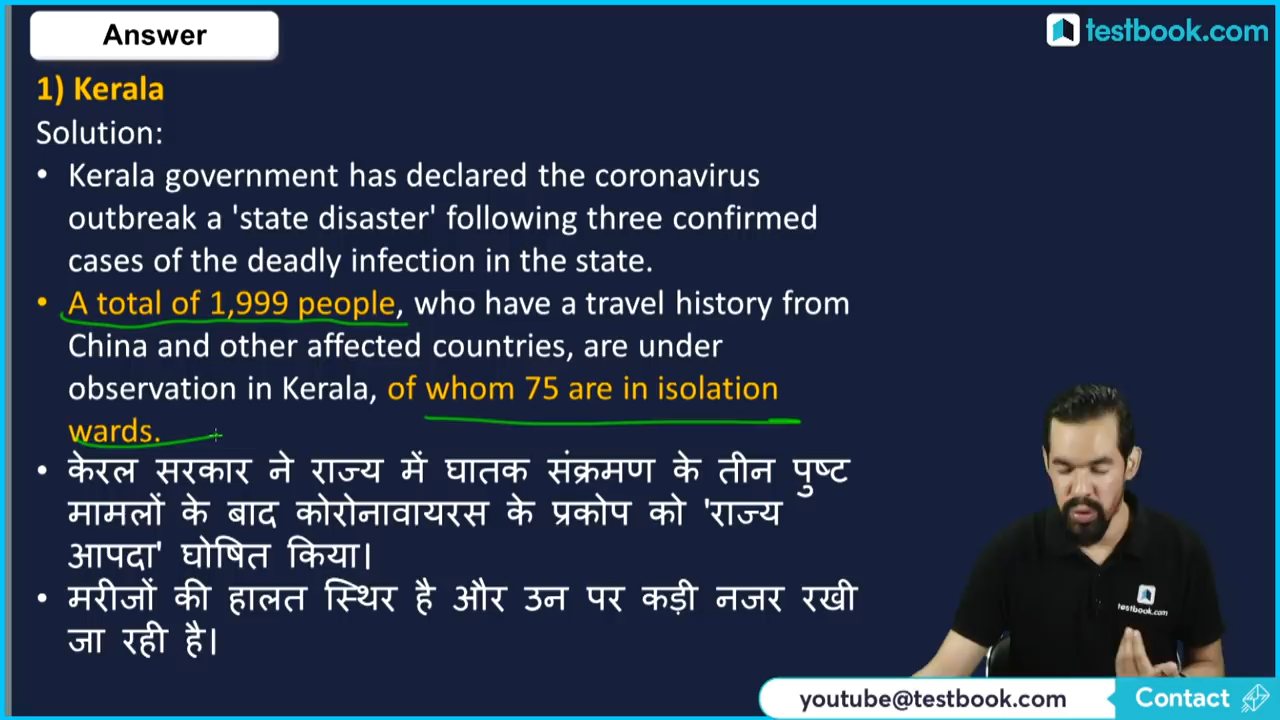 Answer
testbook.com
1) Kerala
Solution:
• Kerala government has declared the coronavirus
outbreak a 'state disaster' following three confirmed
cases of the deadly infection in the state.
• A total of 1,999 people, who have a travel history from
China and other affected countries, are under
observation in Kerala, of whom 75 are in isolation
wards.
• केरल सरकार ने राज्य में घातक संक्रमण के तीन पुष्ट
मामलों के बाद कोरोनावायरस के प्रकोप को 'राज्य
आपदा' घोषित किया।
• मरीजों की हालत स्थिर है और उन पर कड़ी नजर रखी
जा रही है।
testbook.com
youtube@testbook.com
Contact